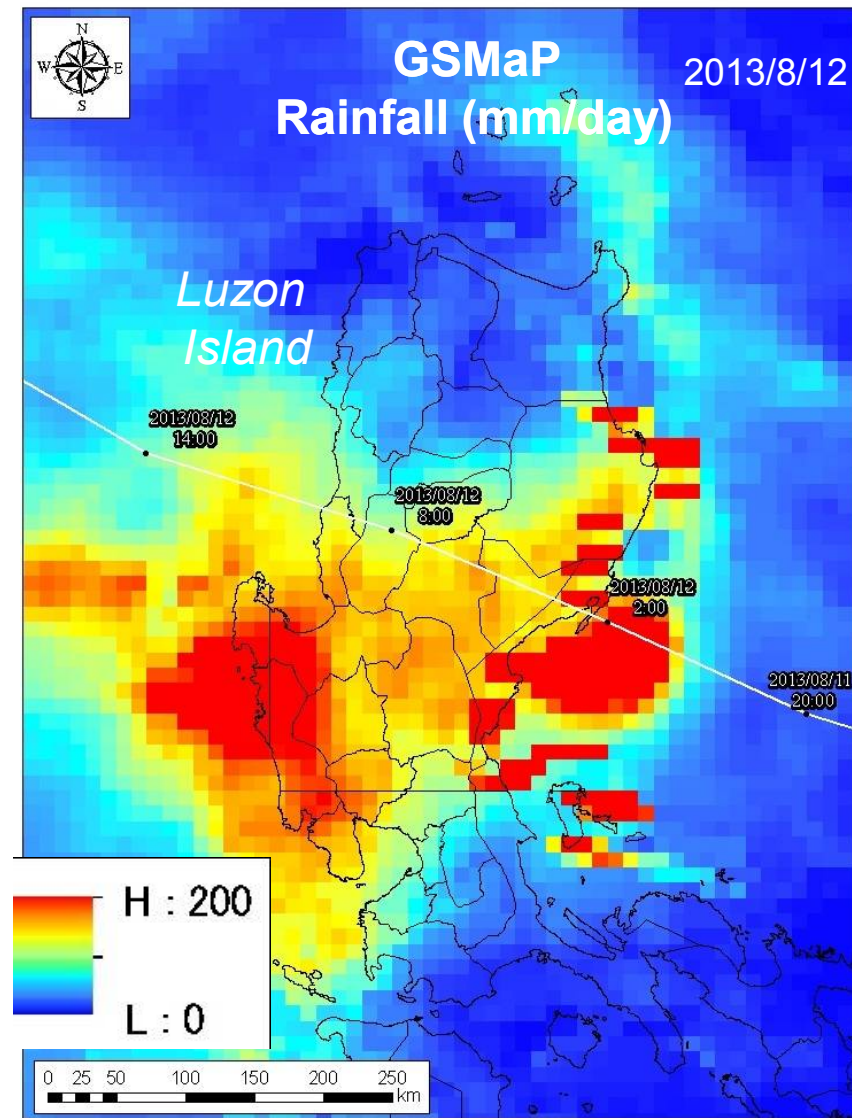 N
W E
S
GSMaP
Rainfall (mm/day)
2013/8/12
Luzon
Island
2013/08/12
14:00
2013/08/12
8:00
2013/08/12
2:00
2013/08/11
20:00
H : 200
L : 0
0 25 50 100 150 200 250
km